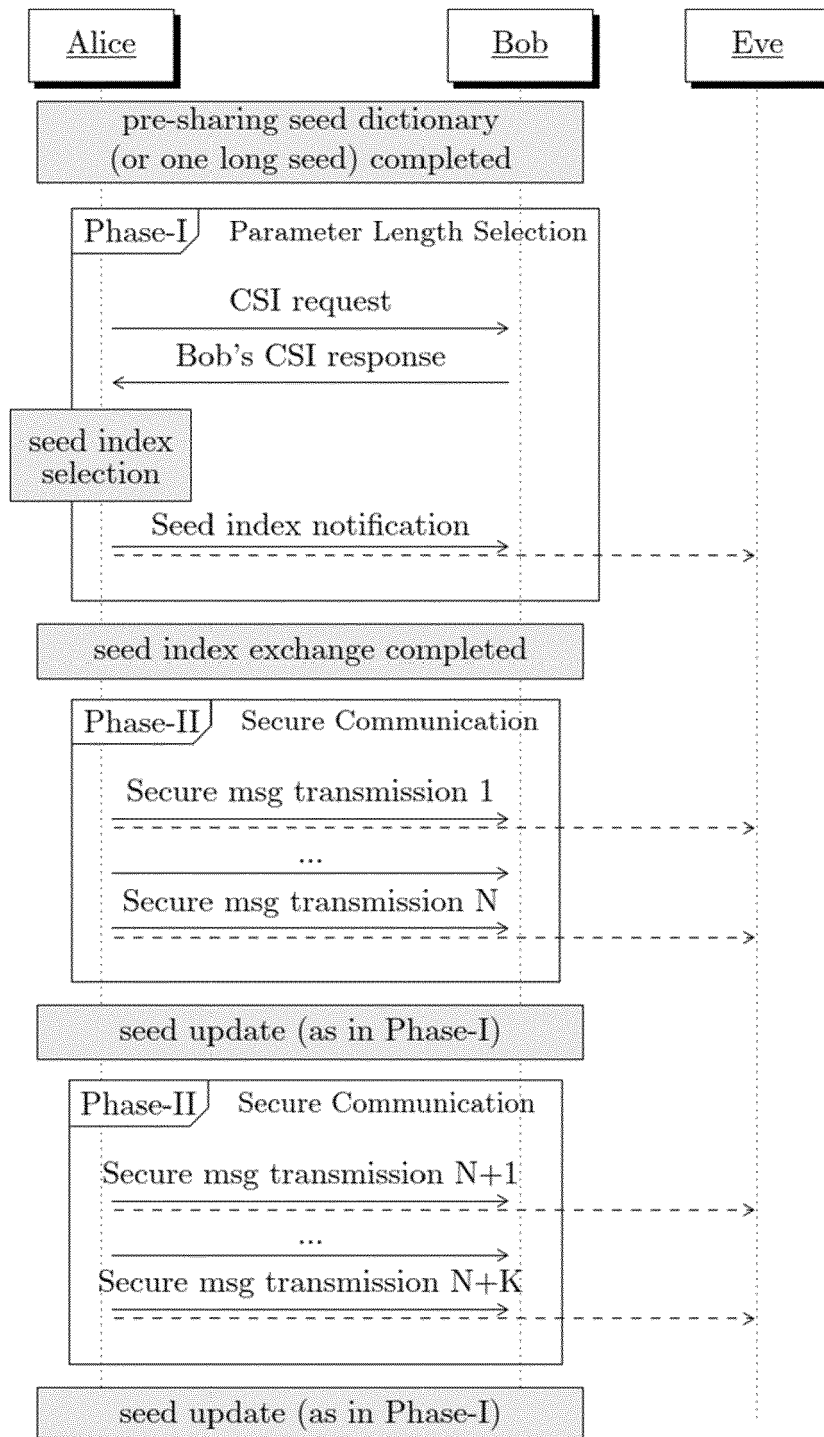 Alice Bob Eve
pre-sharing seed dictionary
(or one long seed) completed
Phase-I Parameter Length Selection
CSI request
Bob's CSI response
seed index
selection
Seed index notification
seed index exchange completed
Phase-II Secure Communication
Secure msg transmission 1
...
Secure msg transmission N
seed update (as in Phase-I)
Phase-II Secure Communication
Secure msg transmission N+1
...
Secure msg transmission N+K
seed update (as in Phase-I)